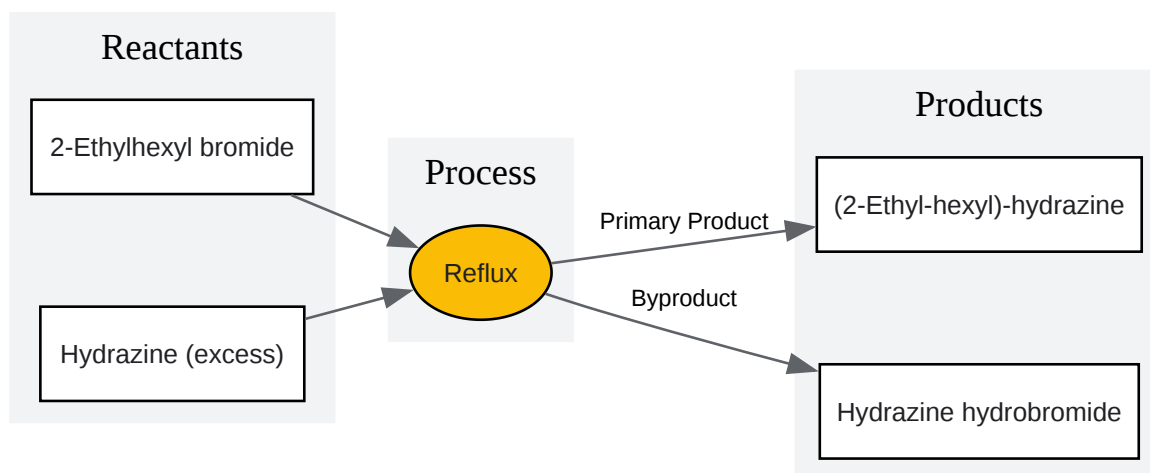 Reactants
2-Ethylhexyl bromide
Hydrazine (excess)
Process
Reflux
Primary Product
Byproduct
Products
(2-Ethyl-hexyl)-hydrazine
Hydrazine hydrobromide